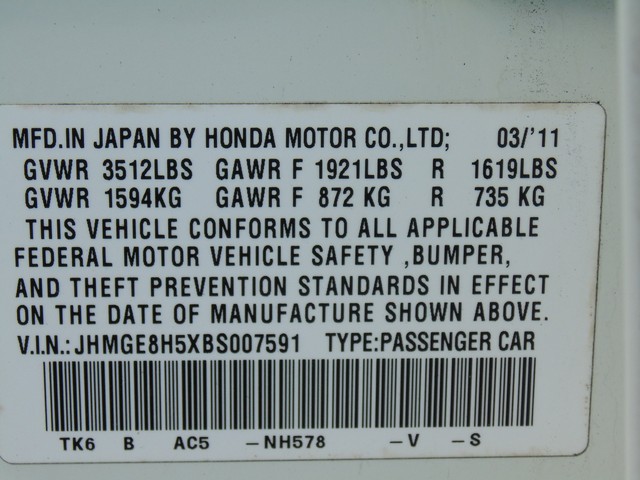 MFD.IN JAPAN BY HONDA MOTOR CO.,LTD; 03/'11
GVWR 3512LBS GAWR F 1921LBS R 1619LBS
GVWR 1594KG GAWR F 872 KG R 735 KG
THIS VEHICLE CONFORMS TO ALL APPLICABLE
FEDERAL MOTOR VEHICLE SAFETY ,BUMPER,
AND THEFT PREVENTION STANDARDS IN EFFECT
ON THE DATE OF MANUFACTURE SHOWN ABOVE.
V.I.N.: JHMGE8H5XBS007591 TYPE:PASSENGER CAR
TK6 B AC5 -NH578 -V -S